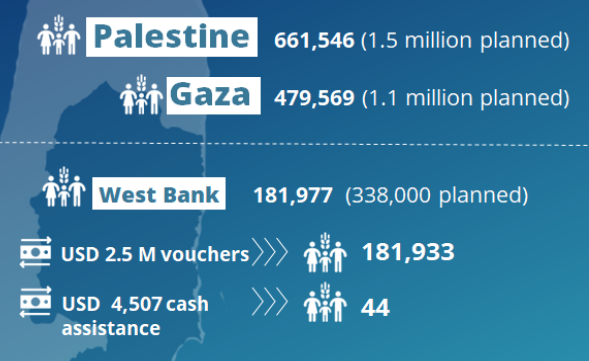 Palestine 661,546 (1.5 million planned)
Gaza 479,569 (1.1 million planned)
West Bank 181,977 (338,000 planned)
USD 2.5 M vouchers 181,933
USD 4,507 cash 44
assistance